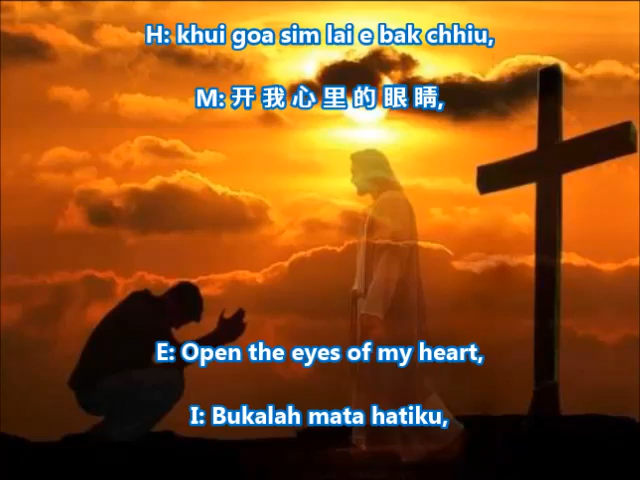 H: khui goa sim lai e bak chhiu,
M: 开 我 心 里 的 眼 睛,
E: Open the eyes of my heart,
I: Bukalah mata hatiku,